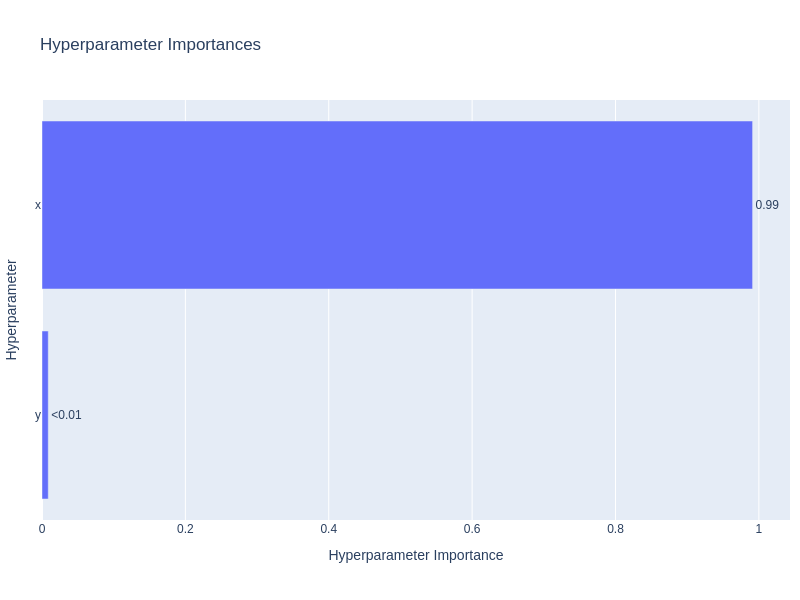 Hyperparameter Importances
x
0.99
y
<0.01
Hyperparameter
0
0.2
0.4
0.6
0.8
1
Hyperparameter Importance